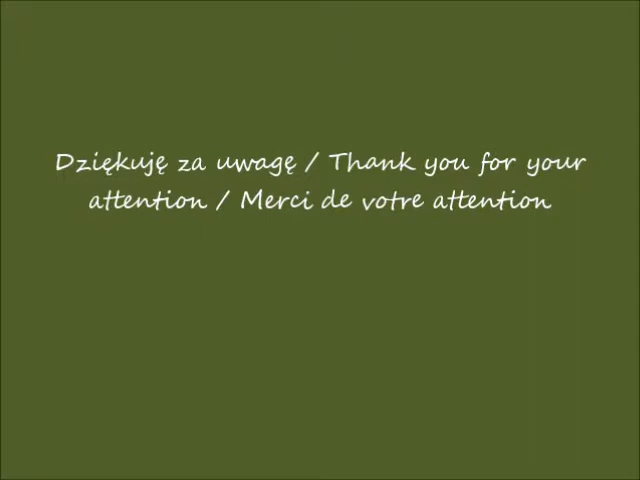 Dziękuję za uwagę / Thank you for your
attention / Merci de votre attention